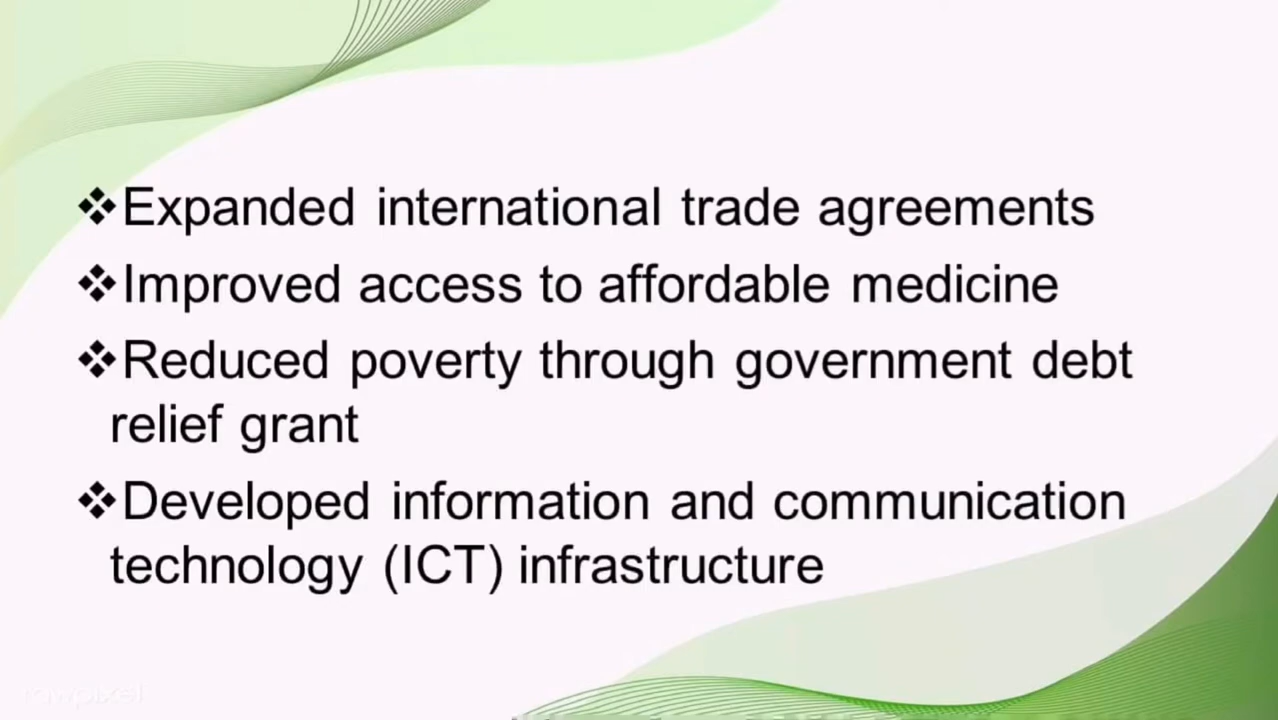 ❖Expanded international trade agreements
❖Improved access to affordable medicine
❖Reduced poverty through government debt
relief grant
❖Developed information and communication
technology (ICT) infrastructure
rawpixel